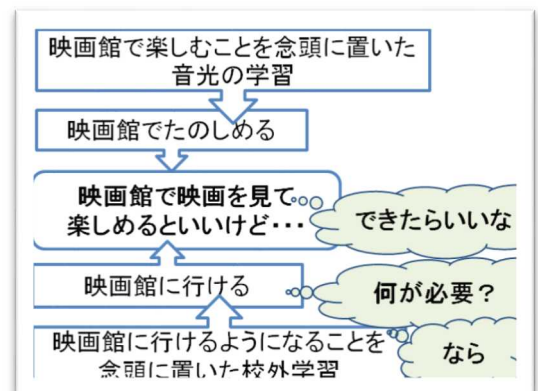 映画館で楽しむことを念頭に置いた
音光の学習
映画館でたのしめる
映画館で映画を見て
楽しめるといいけど・・・
できたらいいな
映画館に行ける
何が必要？
映画館に行けるようになることを
念頭に置いた校外学習
なら